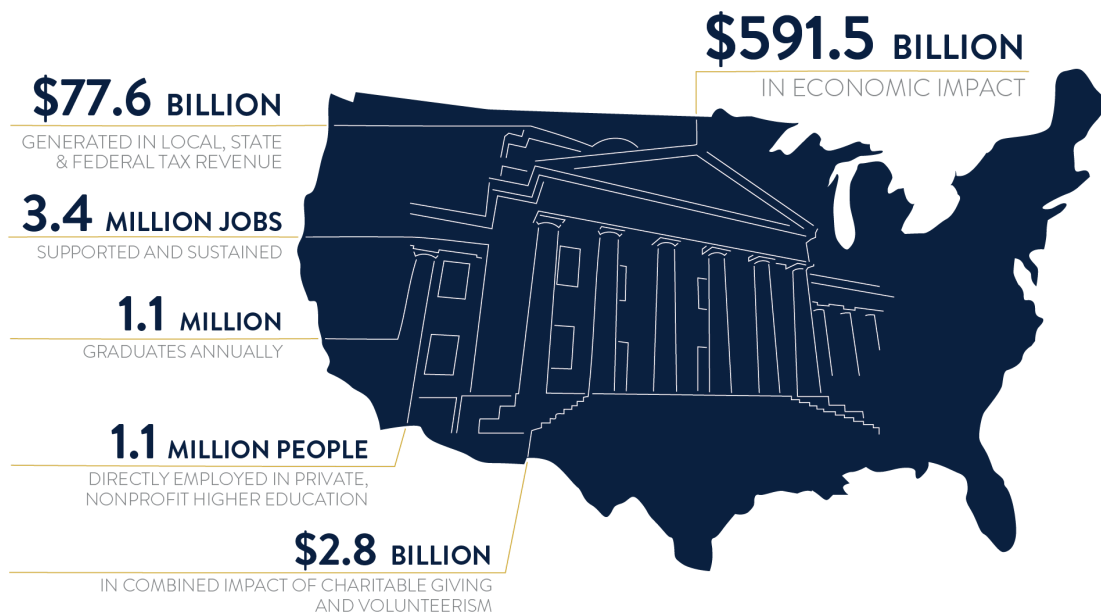 $591.5 BILLION
IN ECONOMIC IMPACT
$77.6 BILLION
GENERATED IN LOCAL, STATE
& FEDERAL TAX REVENUE
3.4 MILLION JOBS
SUPPORTED AND SUSTAINED
1.1 MILLION
GRADUATES ANNUALLY
1.1 MILLION PEOPLE
DIRECTLY EMPLOYED IN PRIVATE,
NONPROFIT HIGHER EDUCATION
$2.8 BILLION
IN COMBINED IMPACT OF CHARITABLE GIVING
AND VOLUNTEERISM